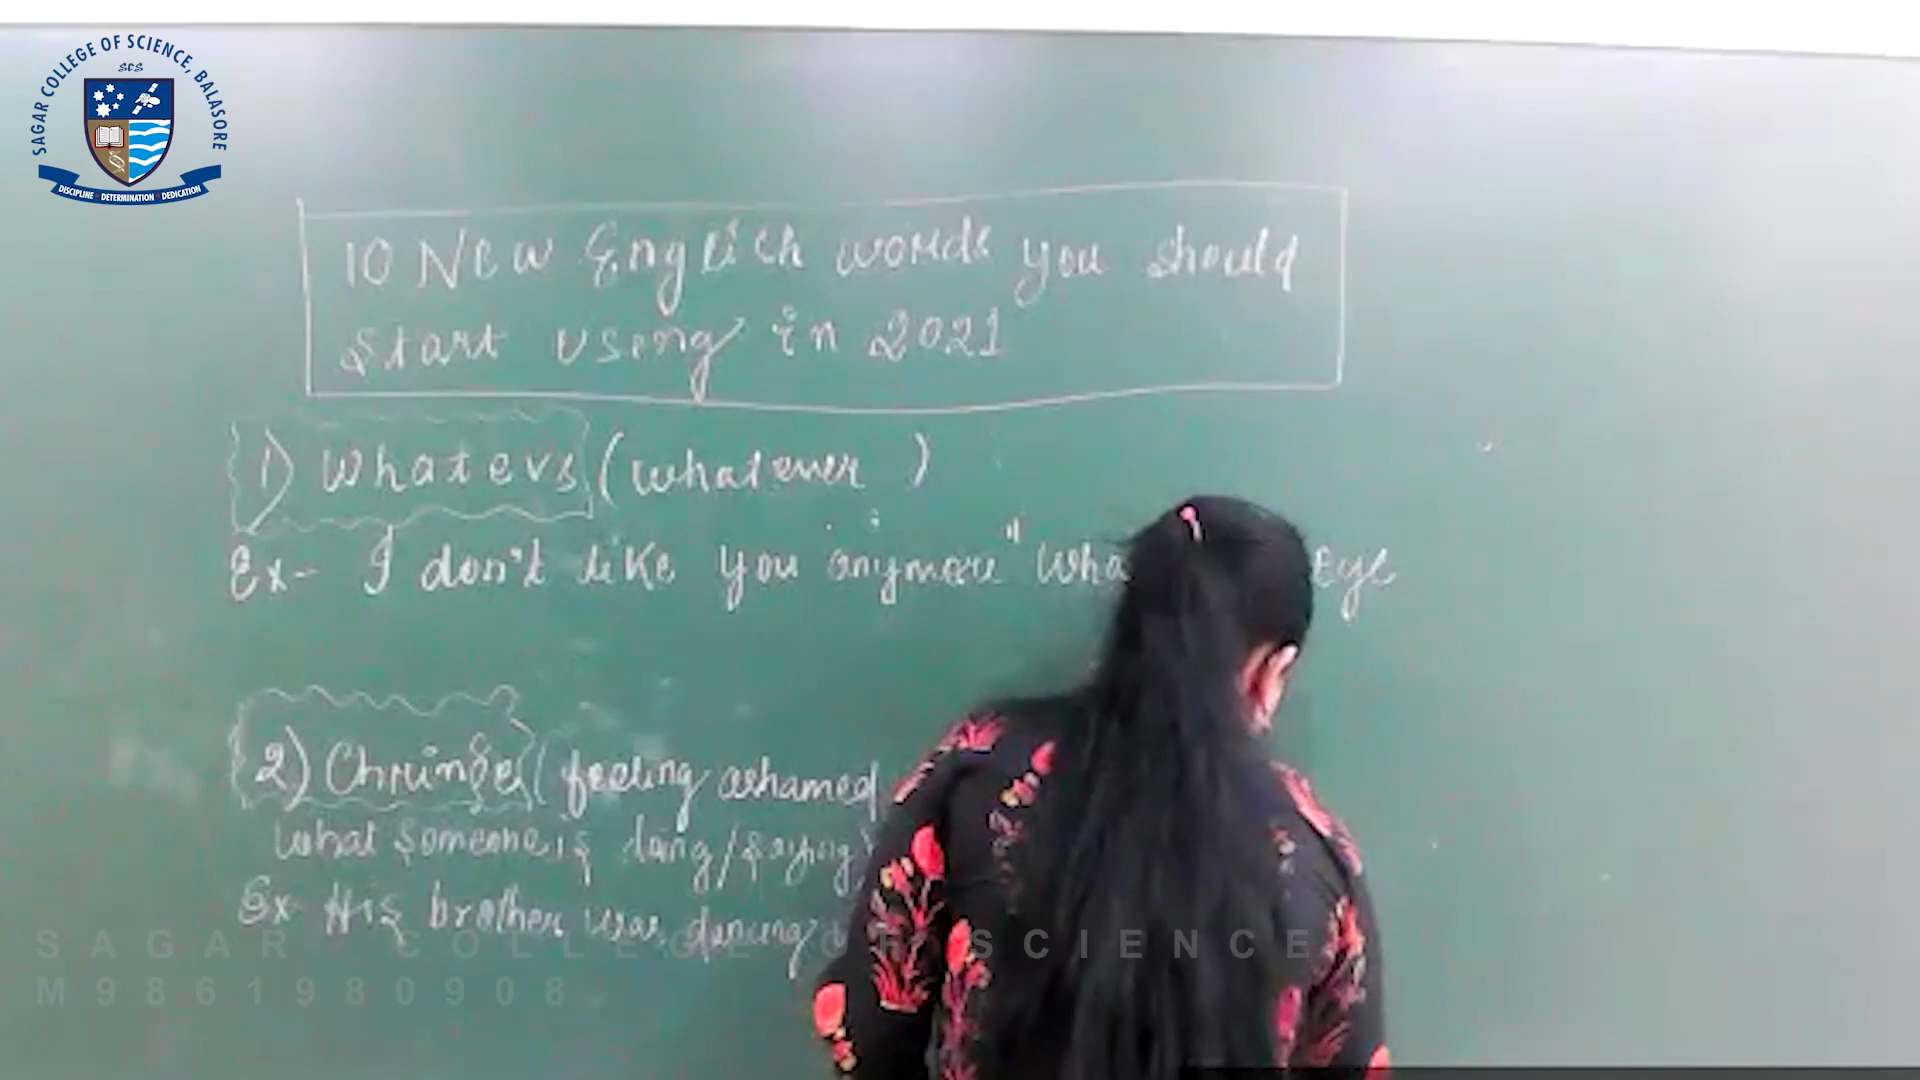 SAGAR COLLEGE OF SCIENCE, BALASORE
SCS
DISCIPLINE DETERMINATION DEDICATION
10 New English words you should
start using in 2021
1) Whatevs (whatever )
Ex- I don't like you anymore" Wha eye
2) Chringe (feeling ashamed
What someone is doing/saying
Ex- His brother was dancing
SAGAR COLLEGE OF SCIENCE
M9861980908